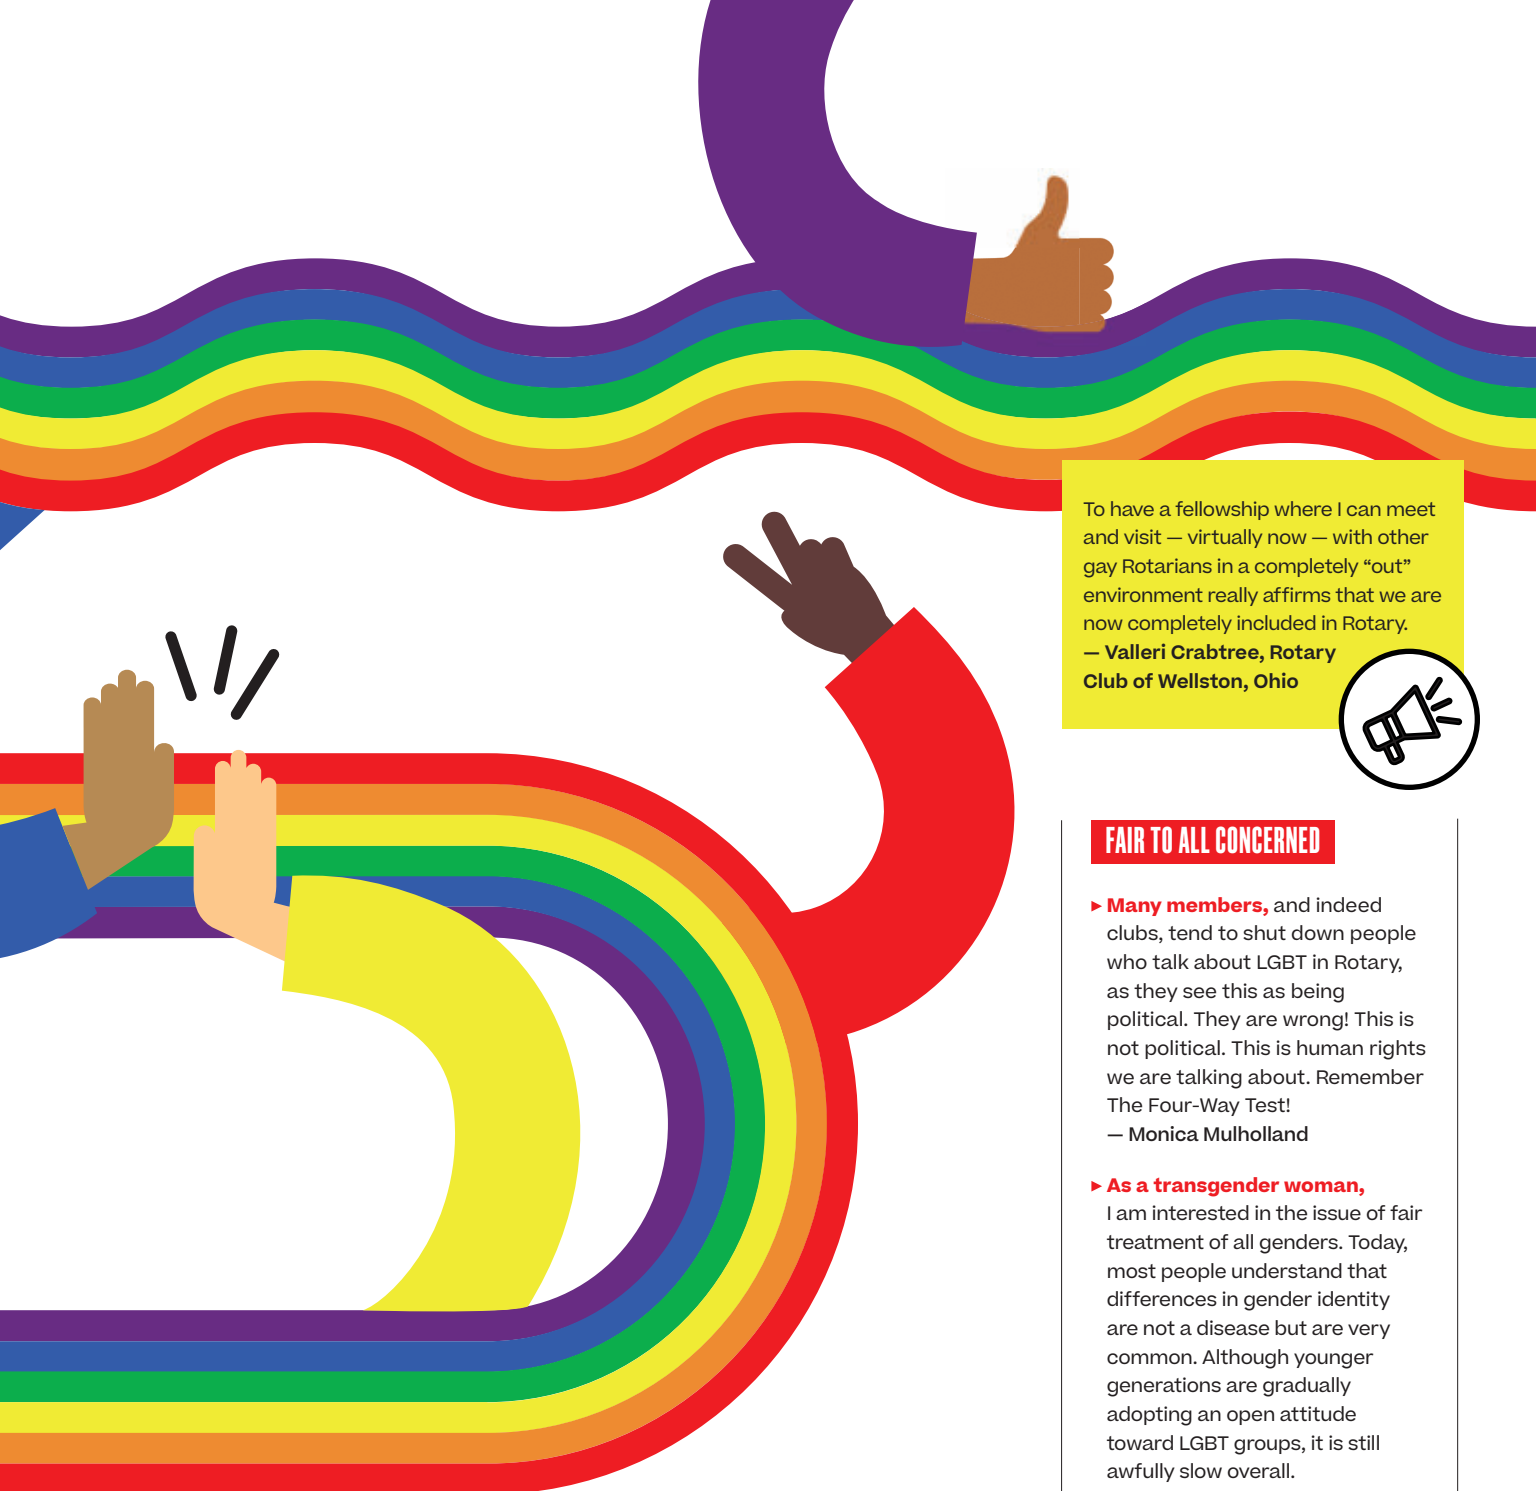 To have a fellowship where I can meet
and visit — virtually now — with other
gay Rotarians in a completely “out”
environment really affirms that we are
now completely included in Rotary.
— Valleri Crabtree, Rotary
Club of Wellston, Ohio
FAIR TO ALL CONCERNED
▸ Many members, and indeed
clubs, tend to shut down people
who talk about LGBT in Rotary,
as they see this as being
political. They are wrong! This is
not political. This is human rights
we are talking about. Remember
The Four-Way Test!
— Monica Mulholland
▸ As a transgender woman,
I am interested in the issue of fair
treatment of all genders. Today,
most people understand that
differences in gender identity
are not a disease but are very
common. Although younger
generations are gradually
adopting an open attitude
toward LGBT groups, it is still
awfully slow overall.